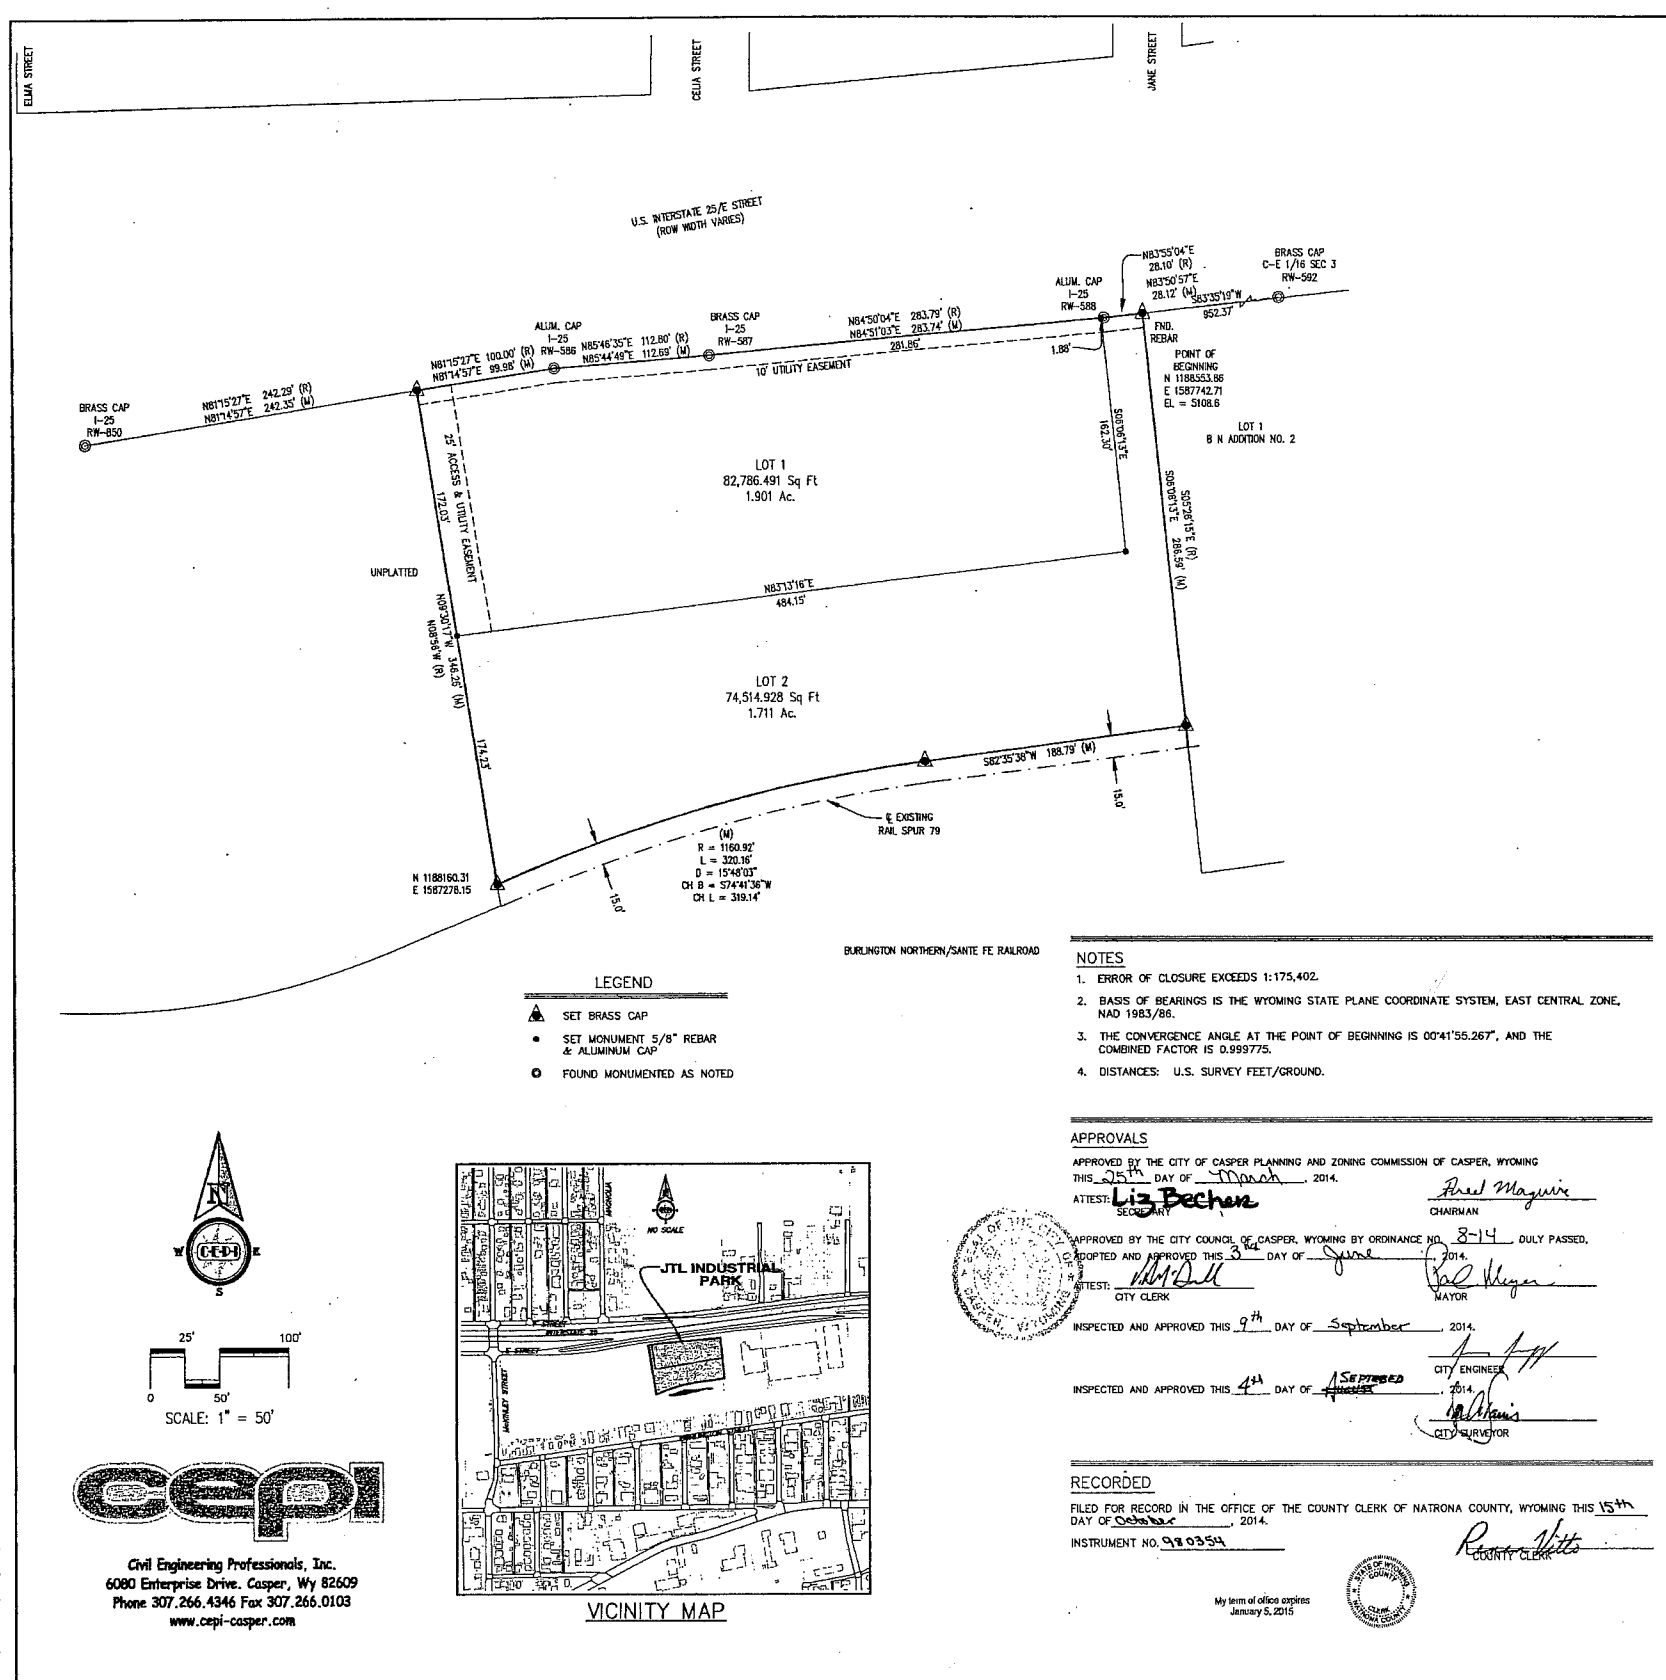 ELMA STREET
CELIA STREET
JANE STREET
U.S. INTERSTATE 25/E STREET
(ROW WIDTH VARIES)
N83°55'04"E
28.10' (R)
N83°50'57"E
28.12' (M)
BRASS CAP
C-E 1/16 SEC 3
RW-592
S83°35'19"W
952.37'
ALUM. CAP
I-25
RW-588
FND.
REBAR
BRASS CAP
I-25
RW-587
N84°50'04"E 283.79' (R)
N84°51'03"E 283.74' (M)
281.86'
1.88'
ALUM. CAP
I-25
RW-586
N85°46'35"E 112.80' (R)
N85°44'49"E 112.69' (M)
N81°15'27"E 100.00' (R)
N81°14'57"E 99.98' (M)
10' UTILITY EASEMENT
N81°15'27"E 242.29' (R)
N81°14'57"E 242.35' (M)
BRASS CAP
I-25
RW-850
POINT OF
BEGINNING
N 1188553.86
E 1587742.71
EL = 5108.6
LOT 1
B N ADDITION NO. 2
LOT 1
82,786.491 Sq Ft
1.901 Ac.
25' ACCESS & UTILITY EASEMENT
172.03'
S06°06'13"E
162.30'
S05°26'15"E (R)
S06°06'13"E 286.59' (M)
UNPLATTED
N83°13'16"E
484.15'
N09°30'17"W 346.26' (M)
N08°56'W (R)
LOT 2
74,514.928 Sq Ft
1.711 Ac.
174.23'
S82°35'38"W 188.79' (M)
15.0'
℄ EXISTING
RAIL SPUR 79
(M)
R = 1160.92'
L = 320.16'
D = 15°48'03"
CH B = S74°41'36"W
CH L = 319.14'
15.0'
N 1188160.31
E 1587278.15
BURLINGTON NORTHERN/SANTE FE RAILROAD
LEGEND
SET BRASS CAP
SET MONUMENT 5/8" REBAR
& ALUMINUM CAP
FOUND MONUMENTED AS NOTED
NOTES
1. ERROR OF CLOSURE EXCEEDS 1:175,402.
2. BASIS OF BEARINGS IS THE WYOMING STATE PLANE COORDINATE SYSTEM, EAST CENTRAL ZONE,
NAD 1983/86.
3. THE CONVERGENCE ANGLE AT THE POINT OF BEGINNING IS 00°41'55.267", AND THE
COMBINED FACTOR IS 0.999775.
4. DISTANCES: U.S. SURVEY FEET/GROUND.
APPROVALS
APPROVED BY THE CITY OF CASPER PLANNING AND ZONING COMMISSION OF CASPER, WYOMING
THIS 25th DAY OF March, 2014.
ATTEST: Liz Becher
SECRETARY
CHAIRMAN
APPROVED BY THE CITY COUNCIL OF CASPER, WYOMING BY ORDINANCE NO. 8-14 DULY PASSED,
ADOPTED AND APPROVED THIS 3rd DAY OF June, 2014.
ATTEST:
CITY CLERK
MAYOR
INSPECTED AND APPROVED THIS 9th DAY OF September, 2014.
CITY ENGINEER
INSPECTED AND APPROVED THIS 4th DAY OF, 2014.
CITY SURVEYOR
RECORDED
FILED FOR RECORD IN THE OFFICE OF THE COUNTY CLERK OF NATRONA COUNTY, WYOMING THIS 15th
DAY OF October, 2014.
INSTRUMENT NO. 980354
COUNTY CLERK
My term of office expires
January 5, 2015
SEAL OF THE CITY OF
CASPER, WYOMING
STATE OF WYOMING
COUNTY
CLERK
NATRONA COUNTY
N
W C-E-P-I E
S
25' 100'
0 50'
SCALE: 1" = 50'
cepi
Civil Engineering Professionals, Inc.
6080 Enterprise Drive. Casper, Wy 82609
Phone 307.266.4346 Fax 307.266.0103
www.cepi-casper.com
MAGNOLIA
NO SCALE
JTL INDUSTRIAL
PARK
F STREET
E STREET
McKINLEY STREET
VICINITY MAP